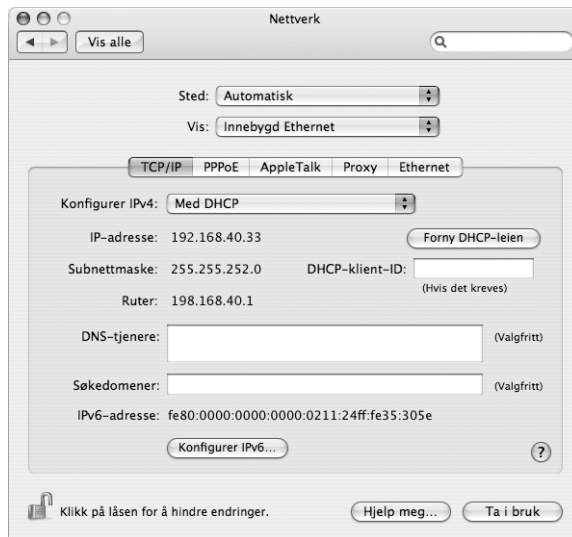 Nettverk
Vis alle
Sted: Automatisk
Vis: Innebygd Ethernet
TCP/IP PPPoE AppleTalk Proxy Ethernet
Konfigurer IPv4: Med DHCP
IP-adresse: 192.168.40.33 Forny DHCP-leien
Subnettmaske: 255.255.252.0 DHCP-klient-ID:
(Hvis det kreves)
Ruter: 198.168.40.1
DNS-tjenere: (Valgfritt)
Søkedomener: (Valgfritt)
IPv6-adresse: fe80:0000:0000:0000:0211:24ff:fe35:305e
Konfigurer IPv6... ?
Klikk på låsen for å hindre endringer. Hjelp meg... Ta i bruk